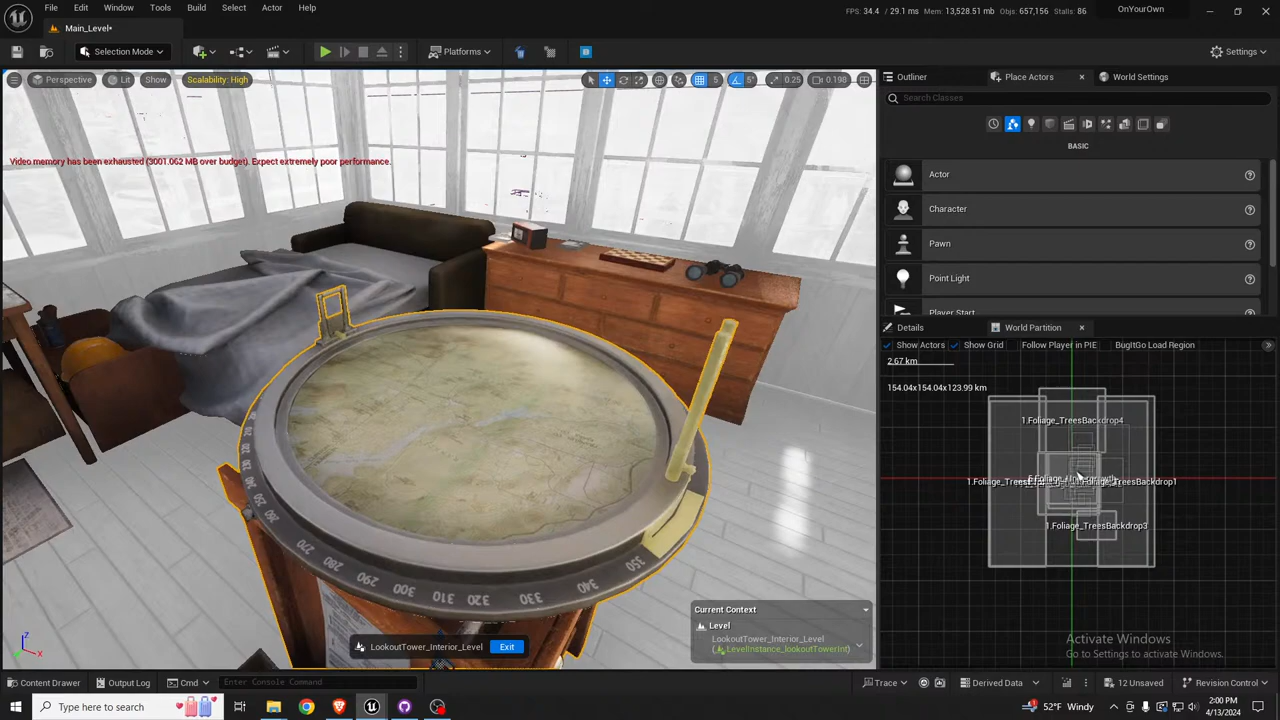 File Edit Window Tools Build Select Actor Help
FPS: 34.4 / 29.1 ms Mem: 13,528.51 mb Objs: 657,156 Stalls: 86
OnYourOwn
Main_Level*
Selection Mode
Platforms
Settings
Perspective Lit Show Scalability: High
5 5° 0.25 0.198
Video memory has been exhausted (3001.062 MB over budget). Expect extremely poor performance.
Outliner Place Actors World Settings
Search Classes
BASIC
Actor
Character
Pawn
Point Light
Player Start
Details World Partition
Show Actors Show Grid Follow Player in PIE BugItGo Load Region
2.67 km
154.04x154.04x123.99 km
1.Foliage_TreesBackdrop4
1.Foliage_TreesBackdrop1
1.Foliage_TreesBackdrop3
230
240
250
260
270
280
290
300
310
320
330
340
350
Current Context
Level
LookoutTower_Interior_Level
(LevelInstance_lookoutTowerInt)
LookoutTower_Interior_Level Exit
Z
X
Activate Windows
Go to Settings to activate Windows.
Content Drawer Output Log Cmd Enter Console Command
Trace Derived Data 12 Unsaved Revision Control
Type here to search
52°F Windy
2:00 PM
4/13/2024